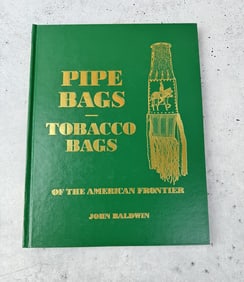 PIPE
BAGS
—
TOBACCO
BAGS
OF THE AMERICAN FRONTIER
JOHN BALDWIN